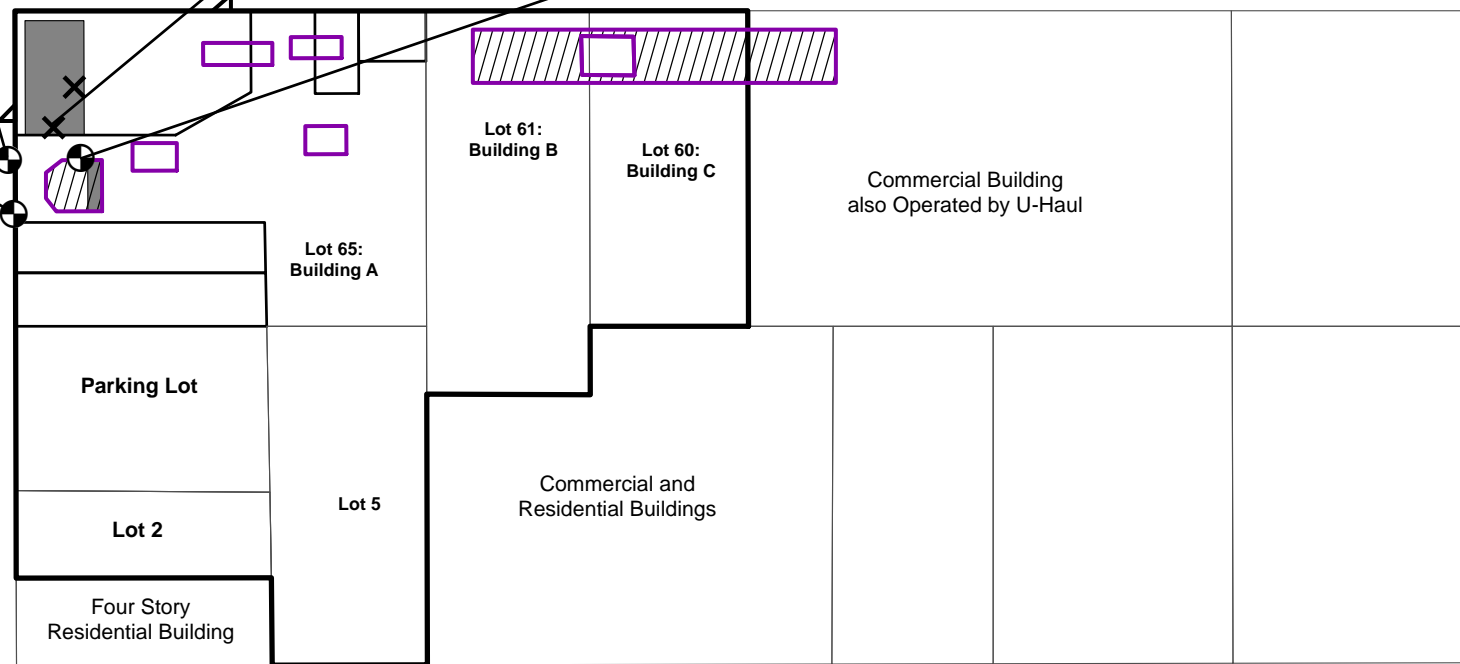 Lot 61:
Building B
Lot 60:
Building C
Commercial Building
also Operated by U-Haul
Lot 65:
Building A
Parking Lot
Commercial and
Residential Buildings
Lot 5
Lot 2
Four Story
Residential Building